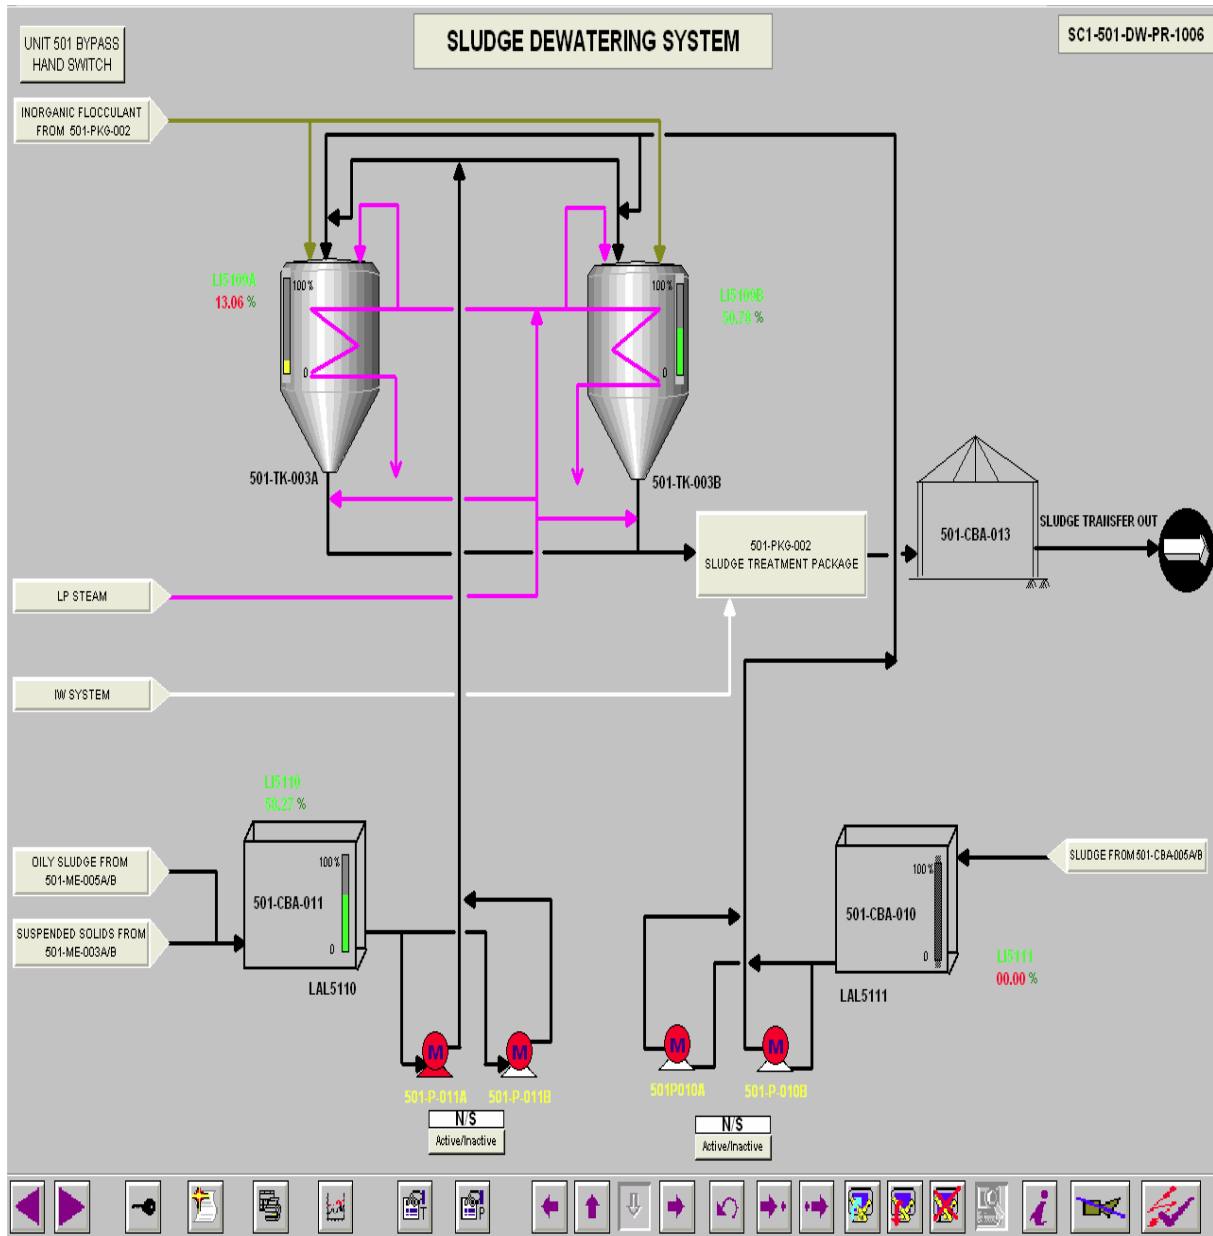 UNIT 501 BYPASS
HAND SWITCH
SLUDGE DEWATERING SYSTEM
SC1-501-DW-PR-1006
INORGANIC FLOCCULANT
FROM 501-PKG-002
LI5109A
13.06 %
100%
0
100%
0
LI5109B
50.78 %
501-TK-003A
501-TK-003B
501-PKG-002
SLUDGE TREATMENT PACKAGE
501-CBA-013
SLUDGE TRANSFER OUT
LP STEAM
IW SYSTEM
LI5110
58.27 %
OILY SLUDGE FROM
501-ME-005A/B
SUSPENDED SOLIDS FROM
501-ME-003A/B
100%
501-CBA-011
0
LAL5110
100%
501-CBA-010
0
LAL5111
SLUDGE FROM 501-CBA-005A/B
LI5111
00.00 %
M
M
M
M
501-P-011A
501-P-011B
501P010A
501-P-010B
N/S
Active/Inactive
N/S
Active/Inactive
T
P
i